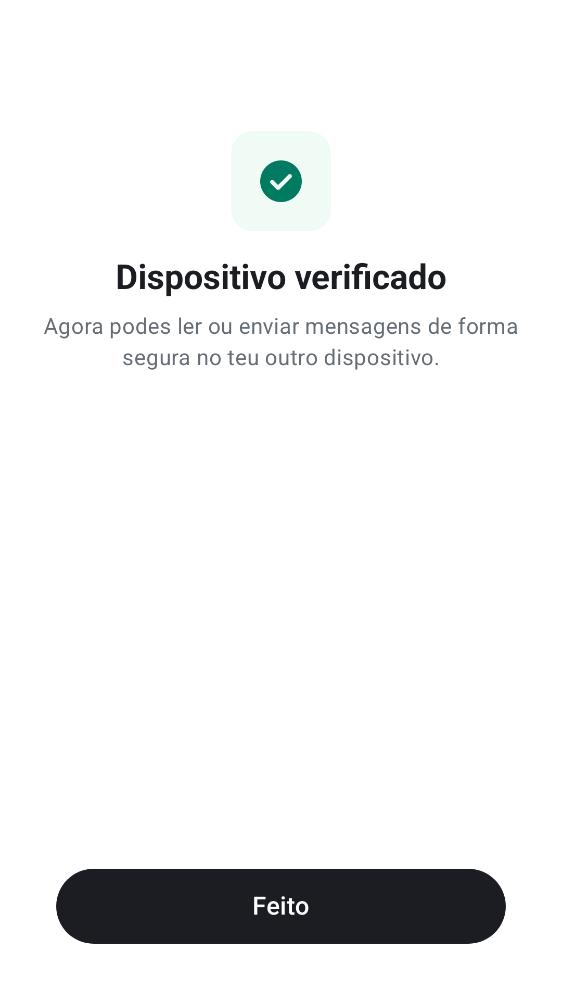 Dispositivo verificado
Agora podes ler ou enviar mensagens de forma
segura no teu outro dispositivo.
Feito